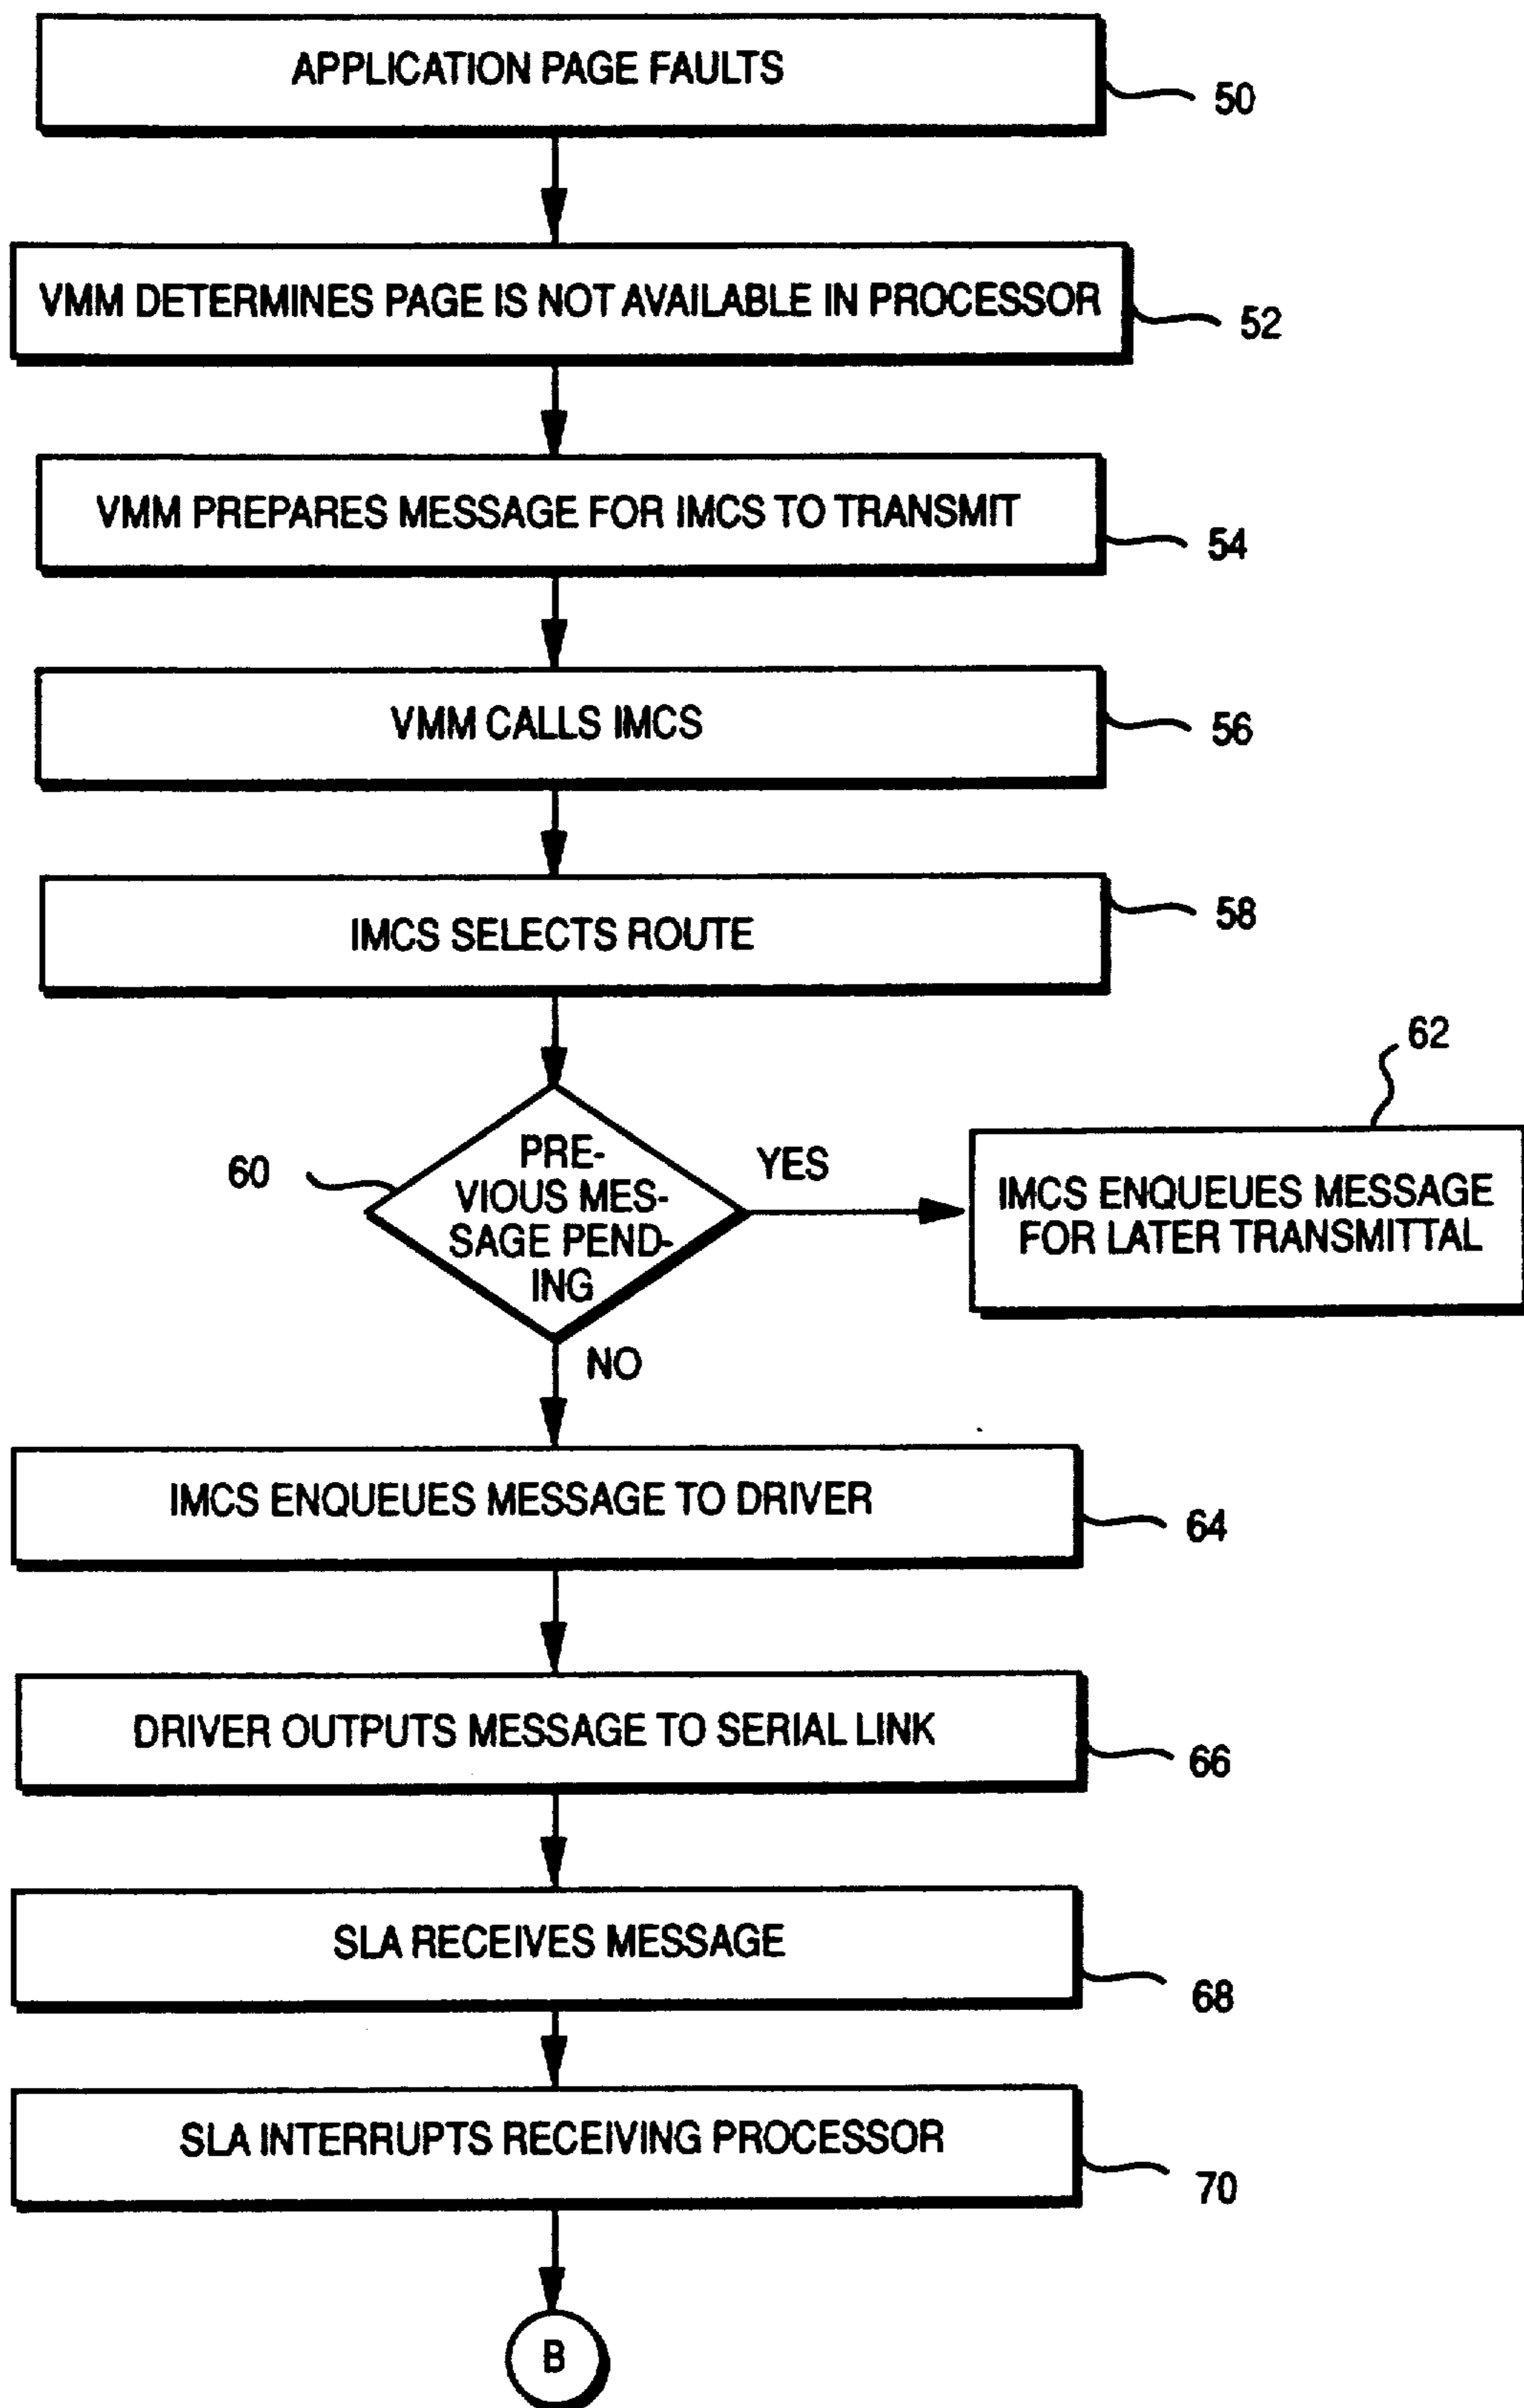 APPLICATION PAGE FAULTS
50
VMM DETERMINES PAGE IS NOT AVAILABLE IN PROCESSOR
52
VMM PREPARES MESSAGE FOR IMCS TO TRANSMIT
54
VMM CALLS IMCS
56
IMCS SELECTS ROUTE
58
60
PRE-
VIOUS MES-
SAGE PEND-
ING
YES
62
IMCS ENQUEUES MESSAGE
FOR LATER TRANSMITTAL
NO
IMCS ENQUEUES MESSAGE TO DRIVER
64
DRIVER OUTPUTS MESSAGE TO SERIAL LINK
66
SLA RECEIVES MESSAGE
68
SLA INTERRUPTS RECEIVING PROCESSOR
70
B